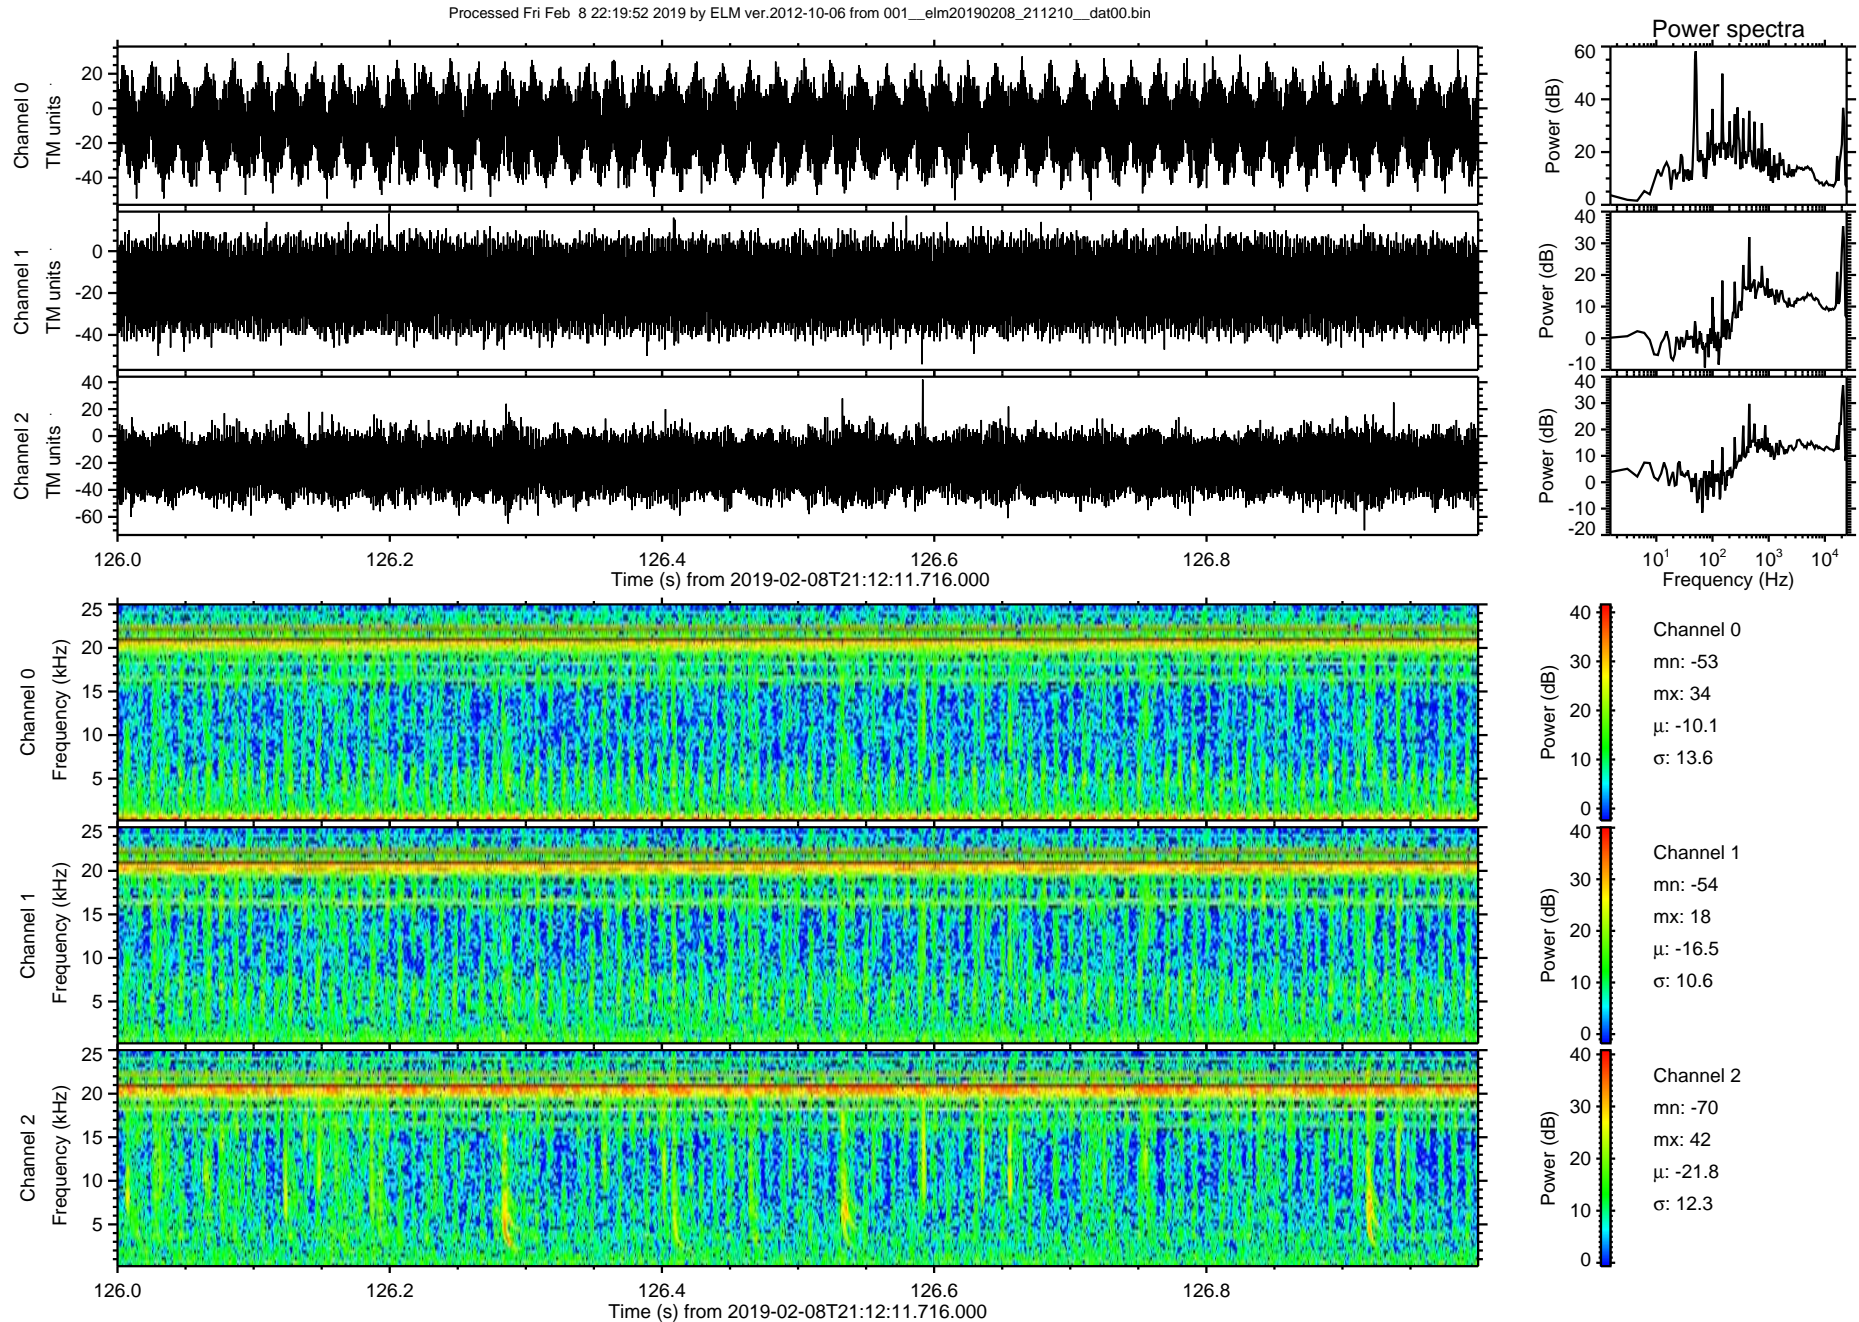 Processed Fri Feb  8 22:19:52 2019 by ELM ver.2012-10-06 from 001__elm20190208_211210__dat00.bin
Power spectra
Channel 0
TM units
20
0
-20
-40
Power (dB)
60
40
20
0
Channel 1
TM units
0
-20
-40
Power (dB)
40
30
20
10
0
-10
Channel 2
TM units
40
20
0
-20
-40
-60
Power (dB)
40
30
20
10
0
-10
-20
126.0 126.2 126.4 126.6 126.8
Time (s) from 2019-02-08T21:12:11.716.000
10^1 10^2 10^3 10^4
Frequency (Hz)
Channel 0
Frequency (kHz)
25
20
15
10
5
Power (dB)
40
30
20
10
0
Channel 0
mn: -53
mx: 34
µ: -10.1
σ: 13.6
Channel 1
Frequency (kHz)
25
20
15
10
5
Power (dB)
40
30
20
10
0
Channel 1
mn: -54
mx: 18
µ: -16.5
σ: 10.6
Channel 2
Frequency (kHz)
25
20
15
10
5
Power (dB)
40
30
20
10
0
Channel 2
mn: -70
mx: 42
µ: -21.8
σ: 12.3
126.0 126.2 126.4 126.6 126.8
Time (s) from 2019-02-08T21:12:11.716.000